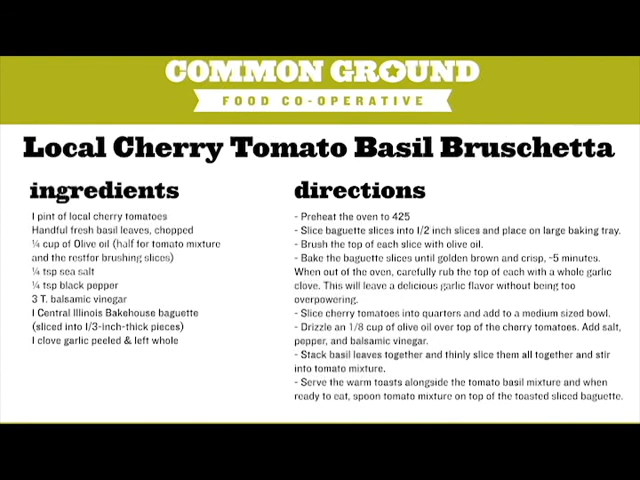 COMMON GROUND
FOOD CO-OPERATIVE
Local Cherry Tomato Basil Bruschetta
ingredients
1 pint of local cherry tomatoes
Handful fresh basil leaves, chopped
¼ cup of Olive oil (half for tomato mixture
and the restfor brushing slices)
¼ tsp sea salt
¼ tsp black pepper
3 T. balsamic vinegar
1 Central Illinois Bakehouse baguette
(sliced into 1/3-inch-thick pieces)
1 clove garlic peeled & left whole
directions
- Preheat the oven to 425
- Slice baguette slices into 1/2 inch slices and place on large baking tray.
- Brush the top of each slice with olive oil.
- Bake the baguette slices until golden brown and crisp, ~5 minutes.
When out of the oven, carefully rub the top of each with a whole garlic
clove. This will leave a delicious garlic flavor without being too
overpowering.
- Slice cherry tomatoes into quarters and add to a medium sized bowl.
- Drizzle an 1/8 cup of olive oil over top of the cherry tomatoes. Add salt,
pepper, and balsamic vinegar.
- Stack basil leaves together and thinly slice them all together and stir
into tomato mixture.
- Serve the warm toasts alongside the tomato basil mixture and when
ready to eat, spoon tomato mixture on top of the toasted sliced baguette.